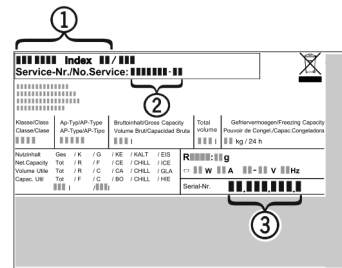 1
Index /
Service-Nr./No.Service: -
2
Klasse/Clase Ap-Typ/AP-Type Bruttoinhalt/Gross Capacity Total Gefriervermoegen/Freezing Capacity
Classe/Clase AP-Type/AP-Tipo Volume Brut/Capacidad Bruta volume Pouvoir de Congel./Capac.Congeladora
l l kg / 24 h
Nutzinhalt Ges / K / G / KE / KALT / EIS
Net.Capacity Tot / R / F / CE / CHILL / ICE
Volume Utile Tot / R / C / CA / CHILL / GLA
Capac. Util Tot / F / C / BO / CHILL / HIE
l / l
R : g
W A - V Hz
Serial-Nr. . . .
3